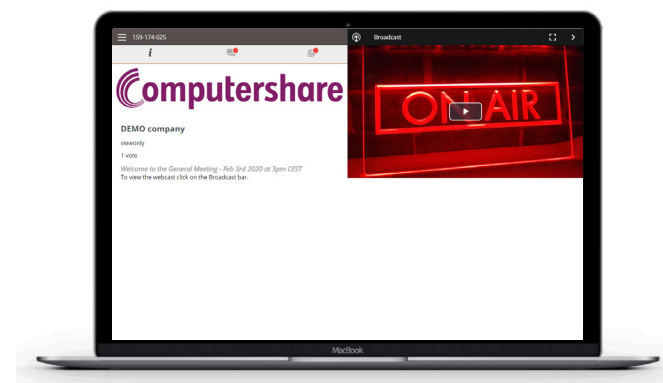 159-174-025
Broadcast
i
Computershare
ON AIR
DEMO company
viewonly
1 vote
Welcome to the General Meeting - Feb 3rd 2020 at 3pm CEST
To view the webcast click on the Broadcast bar.
MacBook